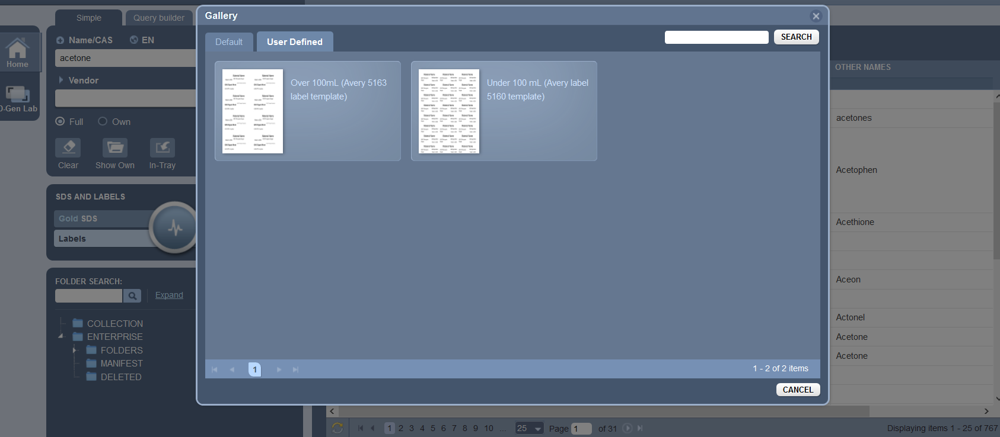 Simple
Query builder
Name/CAS
EN
acetone
Vendor
Full
Own
Clear
Show Own
In-Tray
Home
Lab
SDS AND LABELS
Gold SDS
Labels
FOLDER SEARCH:
Expand
COLLECTION
ENTERPRISE
FOLDERS
MANIFEST
DELETED
Gallery
Default
User Defined
SEARCH
Over 100mL (Avery 5163
label template)
Under 100 mL (Avery label
5160 template)
1
1 - 2 of 2 items
CANCEL
OTHER NAMES
acetones
Acetophen
Acethione
Aceon
Actonel
Acetone
Acetone
1 2 3 4 5 6 7 8 9 10 ...
25
Page 1 of 31
Displaying items 1 - 25 of 767